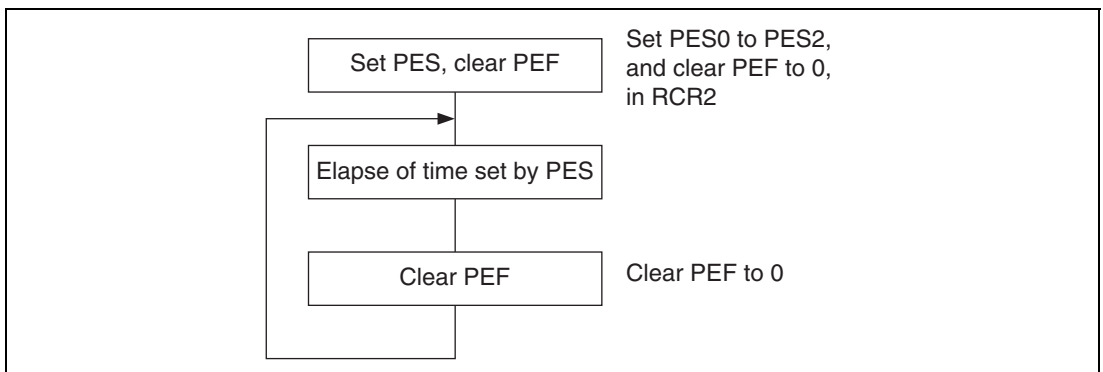 Set PES, clear PEF
Set PES0 to PES2,
and clear PEF to 0,
in RCR2
Elapse of time set by PES
Clear PEF
Clear PEF to 0